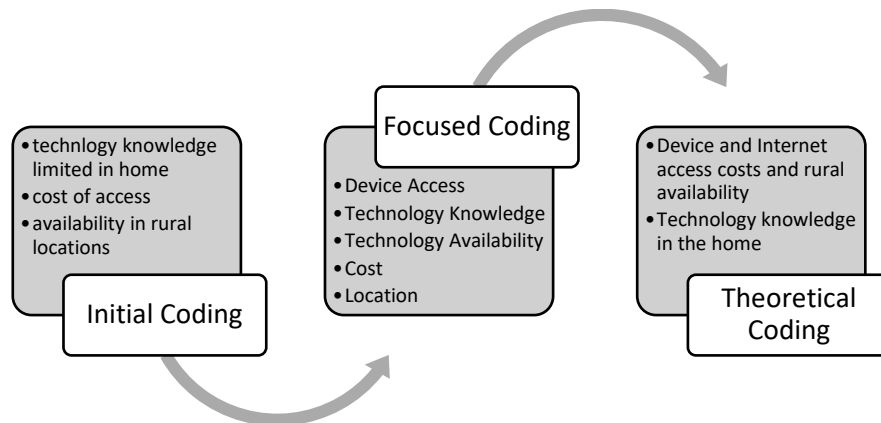 •technlogy knowledge
limited in home
•cost of access
•availability in rural
locations
Initial Coding
Focused Coding
•Device Access
•Technology Knowledge
•Technology Availability
•Cost
•Location
•Device and Internet
access costs and rural
availability
•Technology knowledge
in the home
Theoretical
Coding